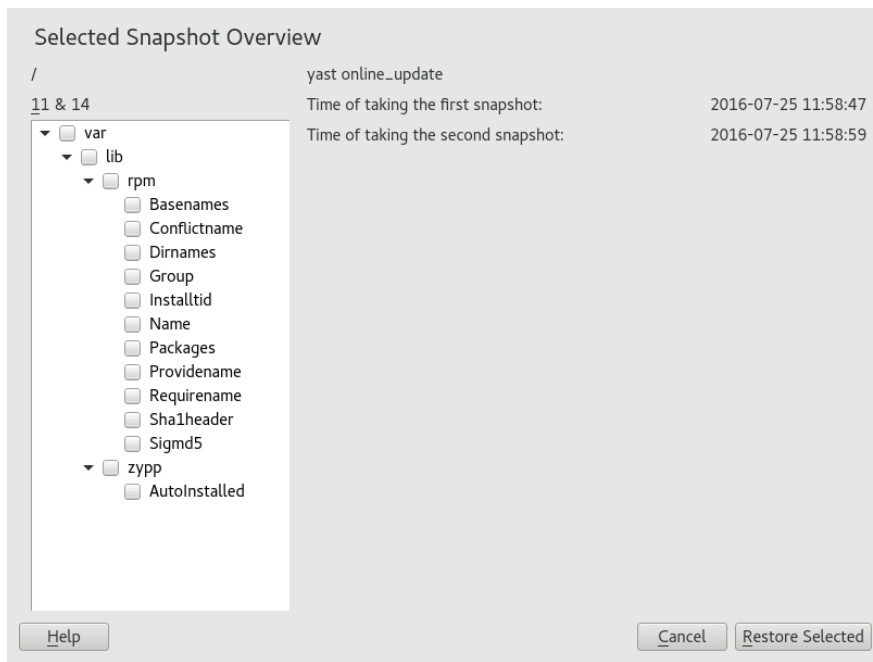 Selected Snapshot Overview
/
yast online_update
11 & 14
Time of taking the first snapshot: 2016-07-25 11:58:47
Time of taking the second snapshot: 2016-07-25 11:58:59
var
lib
rpm
Basenames
Conflictname
Dirnames
Group
Installtid
Name
Packages
Providename
Requirename
Sha1header
Sigmd5
zypp
AutoInstalled
Help
Cancel
Restore Selected